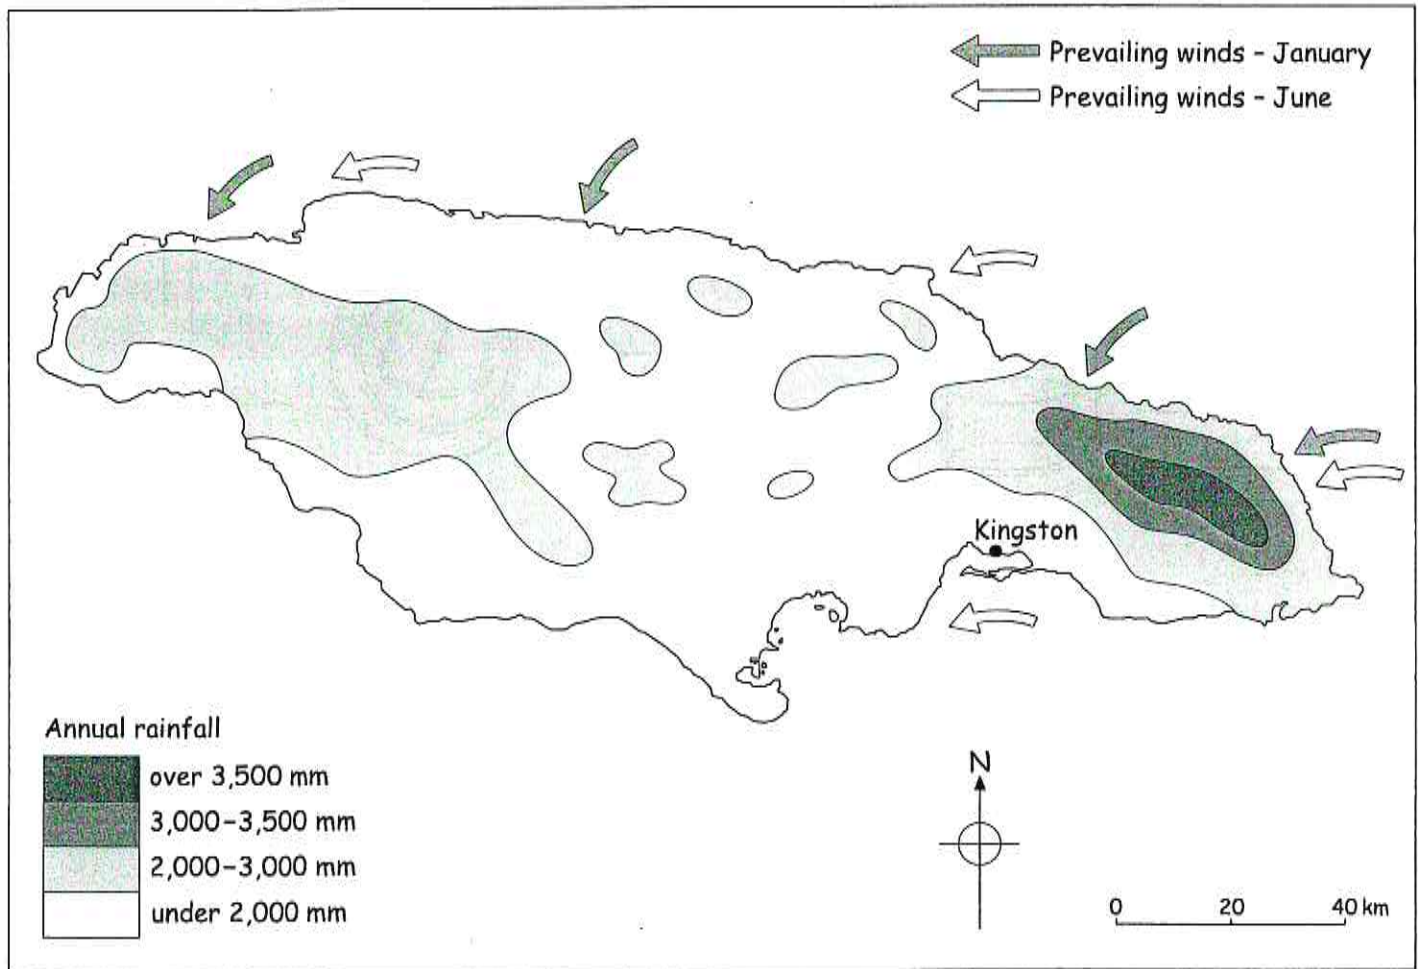 Prevailing winds - January
Prevailing winds - June
Kingston
Annual rainfall
over 3,500 mm
3,000-3,500 mm
2,000-3,000 mm
under 2,000 mm
N
0 20 40 km